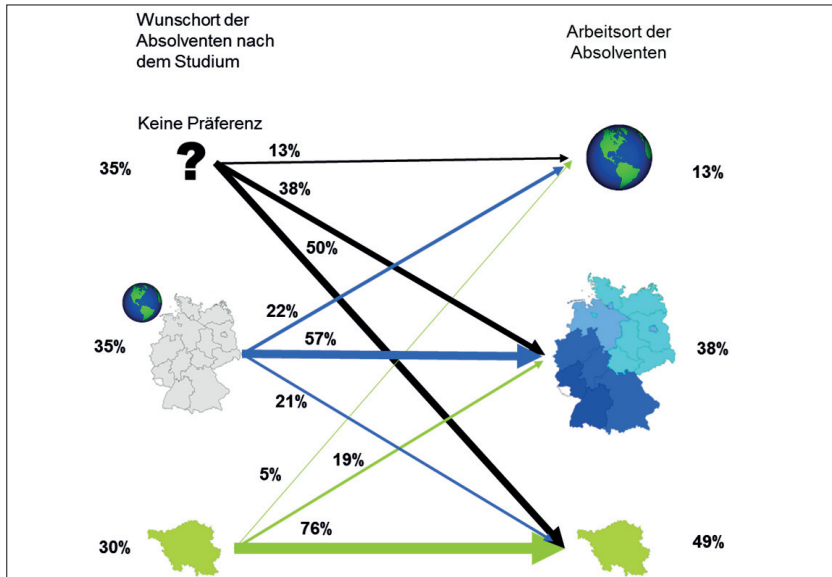 Wunschort der
Absolventen nach
dem Studium
Arbeitsort der
Absolventen
Keine Präferenz
?
35%
13%
13%
38%
50%
22%
35%
57%
38%
21%
19%
5%
76%
30%
49%